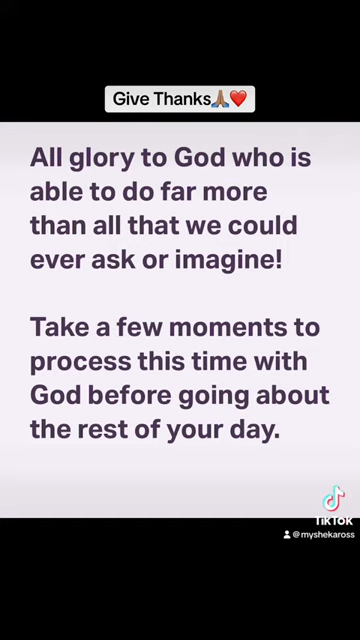 Give Thanks🙏🏽❤️
All glory to God who is
able to do far more
than all that we could
ever ask or imagine!
Take a few moments to
process this time with
God before going about
the rest of your day.
TikTok
@myshekaross